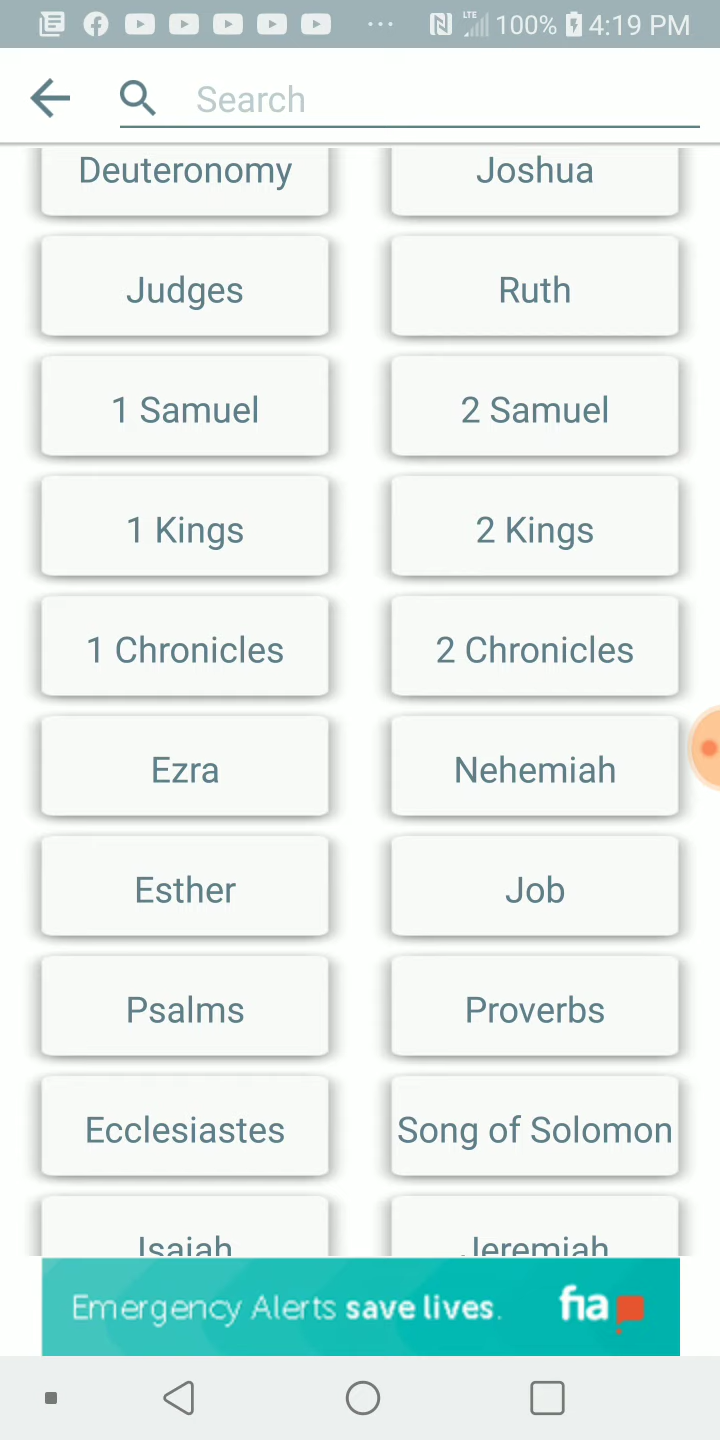 LTE 100% 4:19 PM
Search
Deuteronomy Joshua
Judges Ruth
1 Samuel 2 Samuel
1 Kings 2 Kings
1 Chronicles 2 Chronicles
Ezra Nehemiah
Esther Job
Psalms Proverbs
Ecclesiastes Song of Solomon
Isaiah Jeremiah
Emergency Alerts save lives. fia